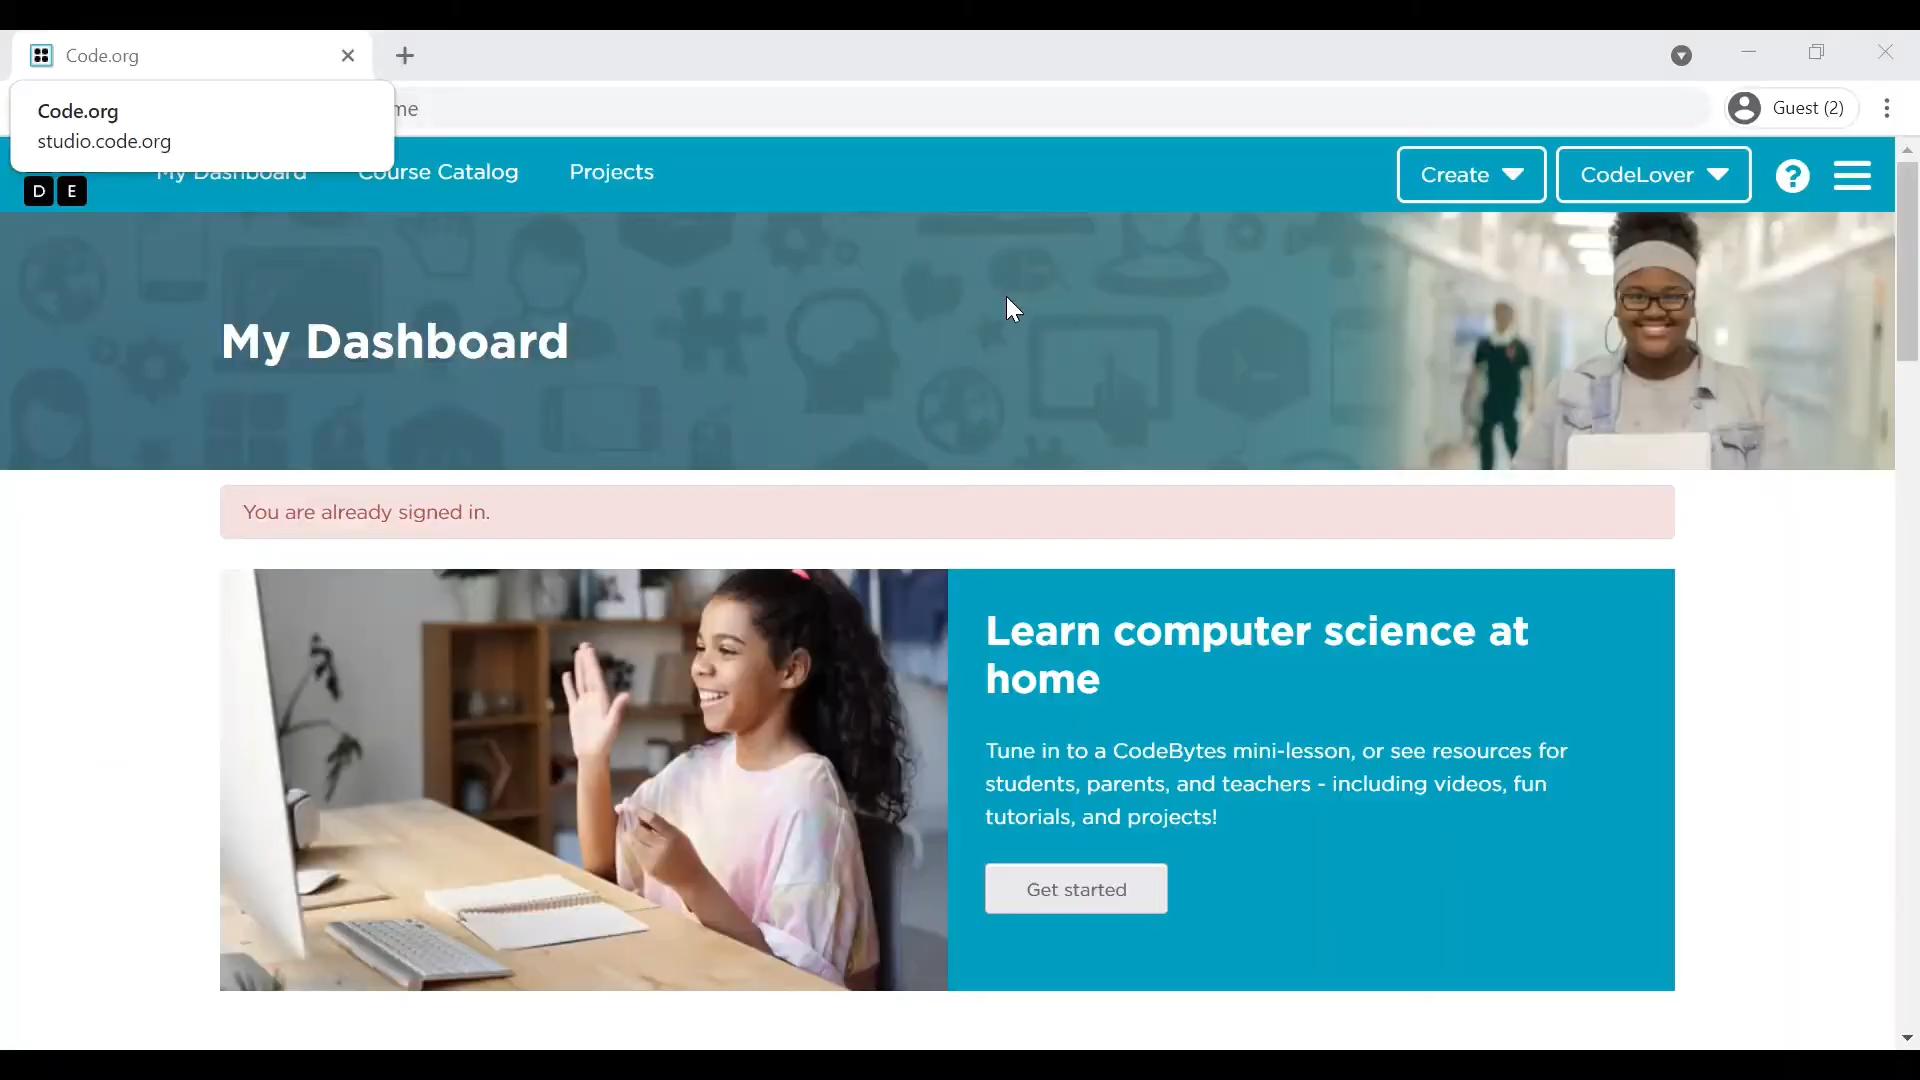 Code.org
Code.org
studio.code.org
me
Guest (2)
D E
My Dashboard
Course Catalog
Projects
Create
CodeLover
?
My Dashboard
You are already signed in.
Learn computer science at
home
Tune in to a CodeBytes mini-lesson, or see resources for
students, parents, and teachers - including videos, fun
tutorials, and projects!
Get started